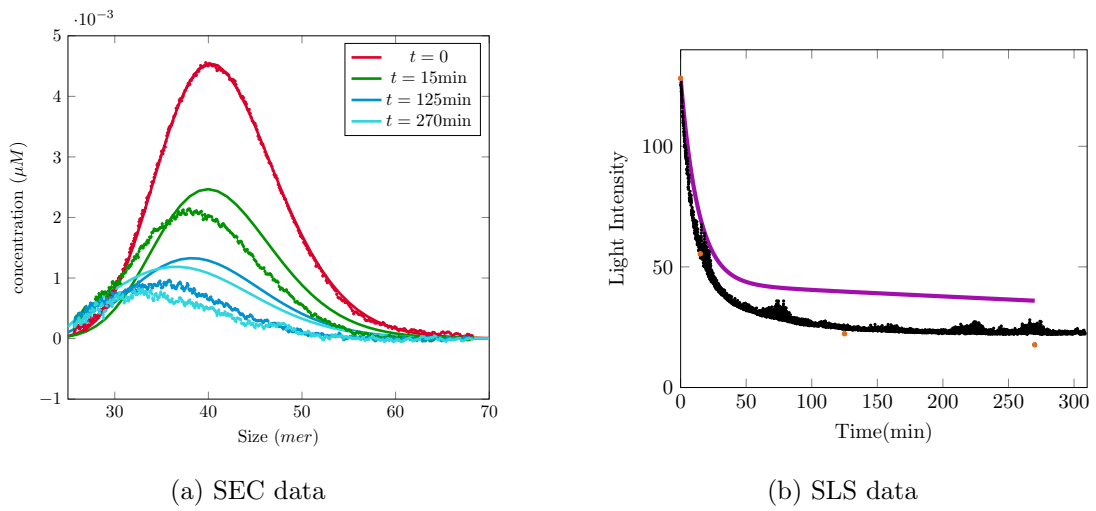 ·10⁻³
5
4
3
2
1
0
−1
30 40 50 60 70
concentration (μM)
Size (mer)
t = 0
t = 15min
t = 125min
t = 270min
(a) SEC data
100
50
0
0 50 100 150 200 250 300
Light Intensity
Time(min)
(b) SLS data